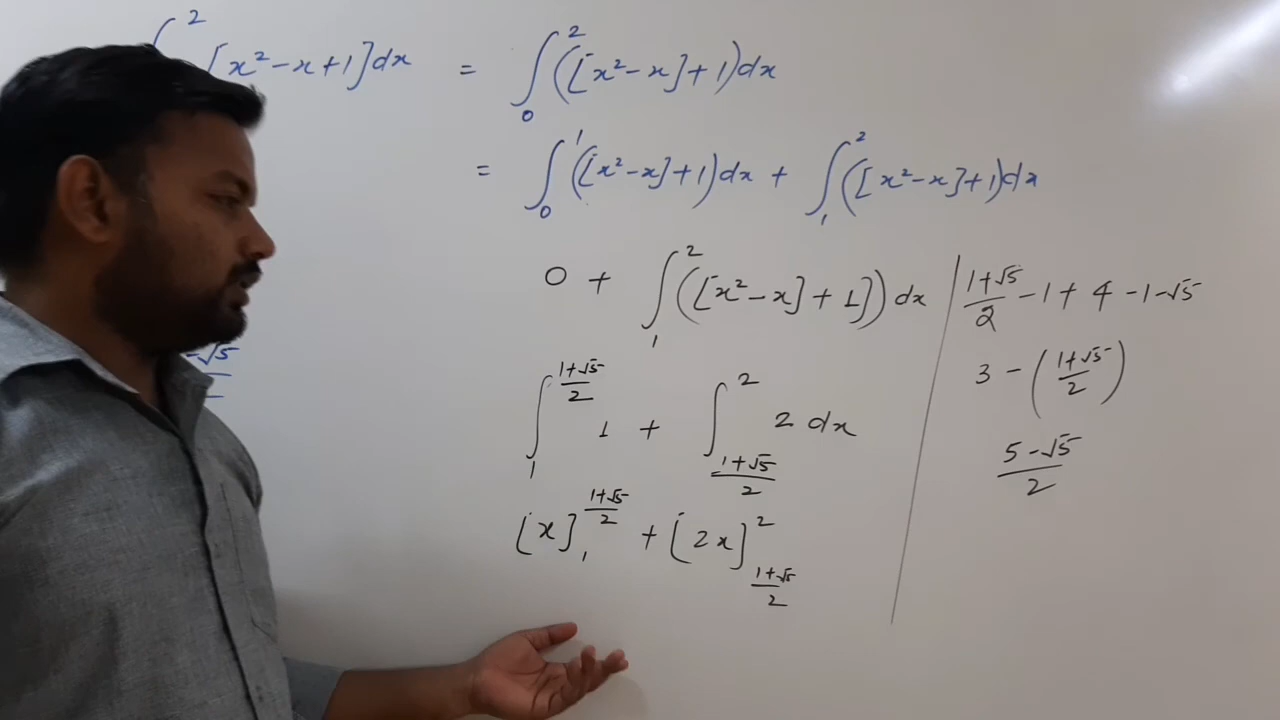 ∫ ² [x² − x + 1] dx = ∫₀² ([x² − x] + 1) dx
= ∫₀¹ ([x² − x] + 1) dx + ∫₁² ([x² − x] + 1) dx
0 + ∫₁² ([x² − x] + 1]) dx
∫₁^((1+√5)/2) 1 + ∫_((1+√5)/2)^2 2 dx
[x]₁^((1+√5)/2) + [2x]_((1+√5)/2)^2
(1+√5)/2 − 1 + 4 − 1 − √5
3 − ((1+√5)/2)
(5 − √5)/2
−√5